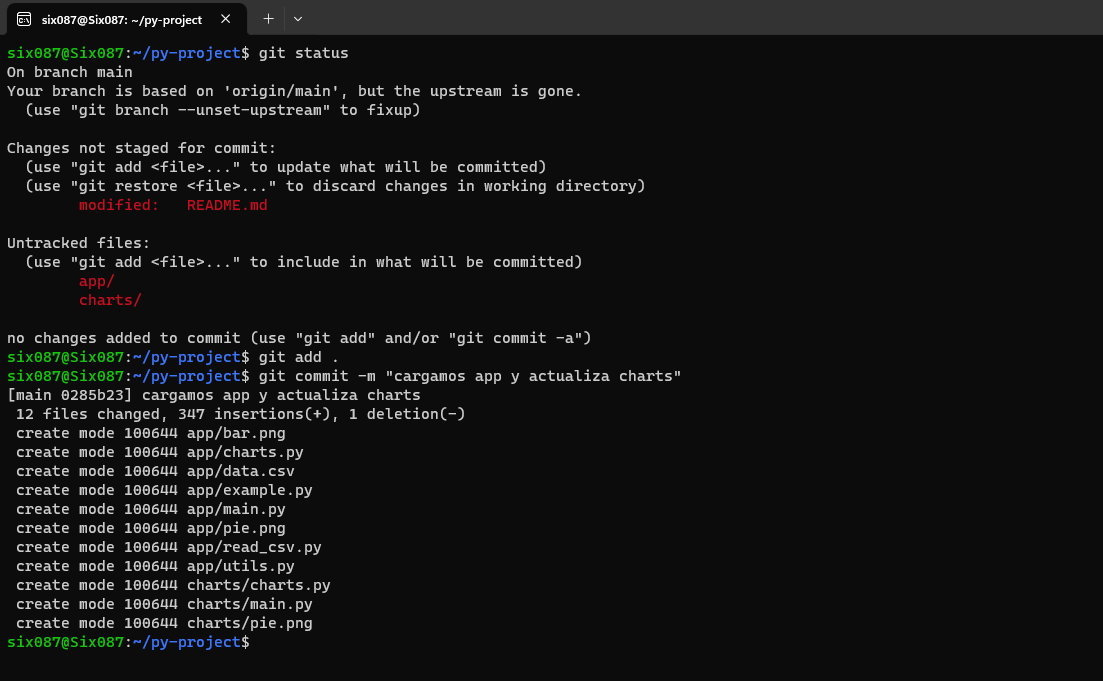 six087@Six087: ~/py-project
six087@Six087:~/py-project$ git status
On branch main
Your branch is based on 'origin/main', but the upstream is gone.
  (use "git branch --unset-upstream" to fixup)
Changes not staged for commit:
  (use "git add <file>..." to update what will be committed)
  (use "git restore <file>..." to discard changes in working directory)
        modified:   README.md
Untracked files:
  (use "git add <file>..." to include in what will be committed)
        app/
        charts/
no changes added to commit (use "git add" and/or "git commit -a")
six087@Six087:~/py-project$ git add .
six087@Six087:~/py-project$ git commit -m "cargamos app y actualiza charts"
[main 0285b23] cargamos app y actualiza charts
 12 files changed, 347 insertions(+), 1 deletion(-)
 create mode 100644 app/bar.png
 create mode 100644 app/charts.py
 create mode 100644 app/data.csv
 create mode 100644 app/example.py
 create mode 100644 app/main.py
 create mode 100644 app/pie.png
 create mode 100644 app/read_csv.py
 create mode 100644 app/utils.py
 create mode 100644 charts/charts.py
 create mode 100644 charts/main.py
 create mode 100644 charts/pie.png
six087@Six087:~/py-project$